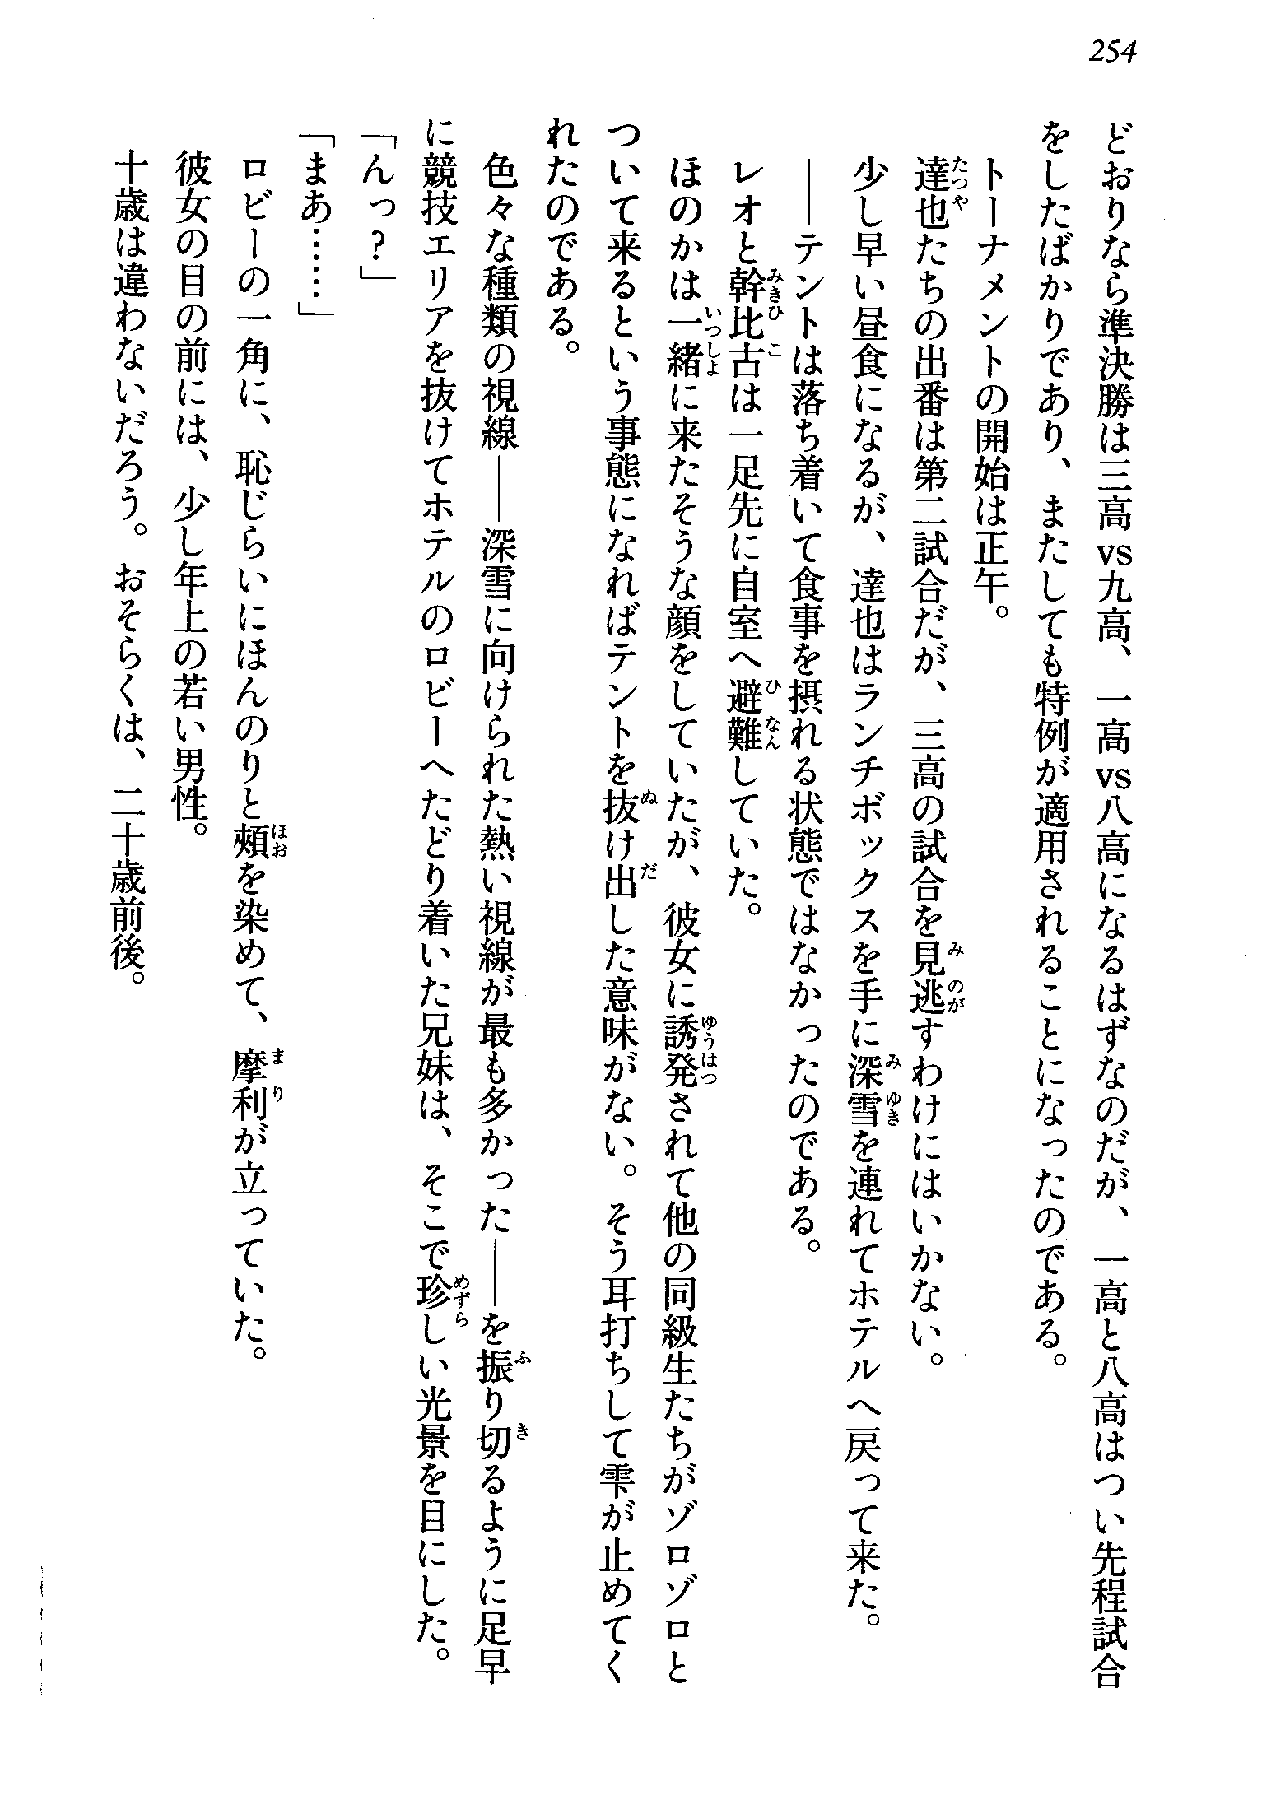 254
どおりなら準決勝は三高vs九高、一高vs八高になるはずなのだが、一高と八高はつい先程試合
をしたばかりであり、またしても特例が適用されることになったのである。
トーナメントの開始は正午。
達也たちの出番は第二試合だが、三高の試合を見逃すわけにはいかない。
少し早い昼食になるが、達也はランチボックスを手に深雪を連れてホテルへ戻って来た。
――テントは落ち着いて食事を摂れる状態ではなかったのである。
レオと幹比古は一足先に自室へ避難していた。
ほのかは一緒に来たそうな顔をしていたが、彼女に誘発されて他の同級生たちがゾロゾロと
ついて来るという事態になればテントを抜け出した意味がない。そう耳打ちして雫が止めてく
れたのである。
色々な種類の視線――深雪に向けられた熱い視線が最も多かった――を振り切るように足早
に競技エリアを抜けてホテルのロビーへたどり着いた兄妹は、そこで珍しい光景を目にした。
「んっ？」
「まあ……」
ロビーの一角に、恥じらいにほんのりと頰を染めて、摩利が立っていた。
彼女の目の前には、少し年上の若い男性。
十歳は違わないだろう。おそらくは、二十歳前後。